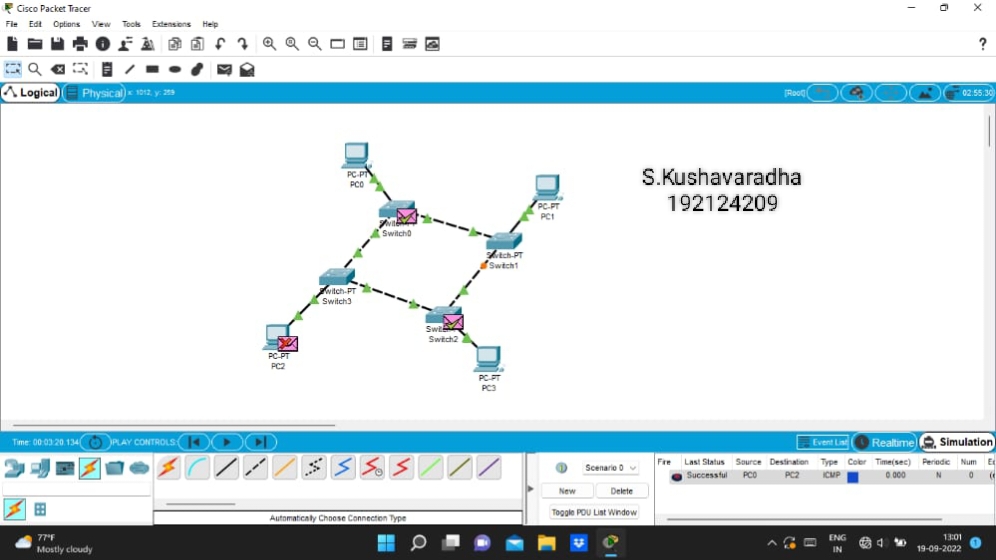 Cisco Packet Tracer
File Edit Options View Tools Extensions Help
?
Logical Physical x: 1012, y: 259 [Root] 02:55:30
PC-PT
PC0
S.Kushavaradha
192124209
PC-PT
PC1
Switch0
Switch-PT
Switch1
Switch-PT
Switch3
Switch2
PC-PT
PC2
PC-PT
PC3
Time: 00:03:20.134 PLAY CONTROLS: Event List Realtime Simulation
Scenario 0
New Delete
Toggle PDU List Window
Fire Last Status Source Destination Type Color Time(sec) Periodic Num
Successful PC0 PC2 ICMP 0.000 N 0
Automatically Choose Connection Type
77°F
Mostly cloudy
ENG
IN
13:01
19-09-2022
1